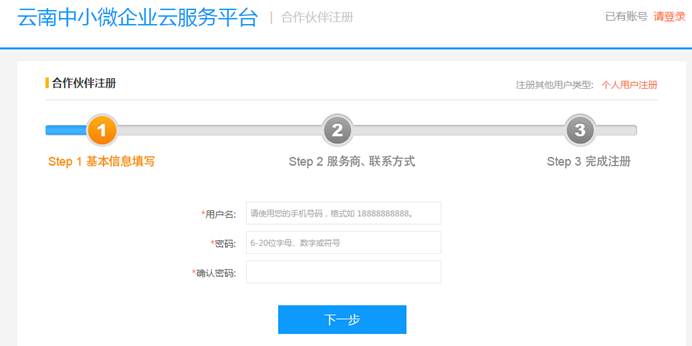 云南中小微企业云服务平台 | 合作伙伴注册 已有账号 请登录
合作伙伴注册 注册其他用户类型: 个人用户注册
1 2 3
Step 1 基本信息填写 Step 2 服务商、联系方式 Step 3 完成注册
*用户名: 请使用您的手机号码，格式如 18888888888。
*密码: 6-20位字母、数字或符号
*确认密码:
下一步